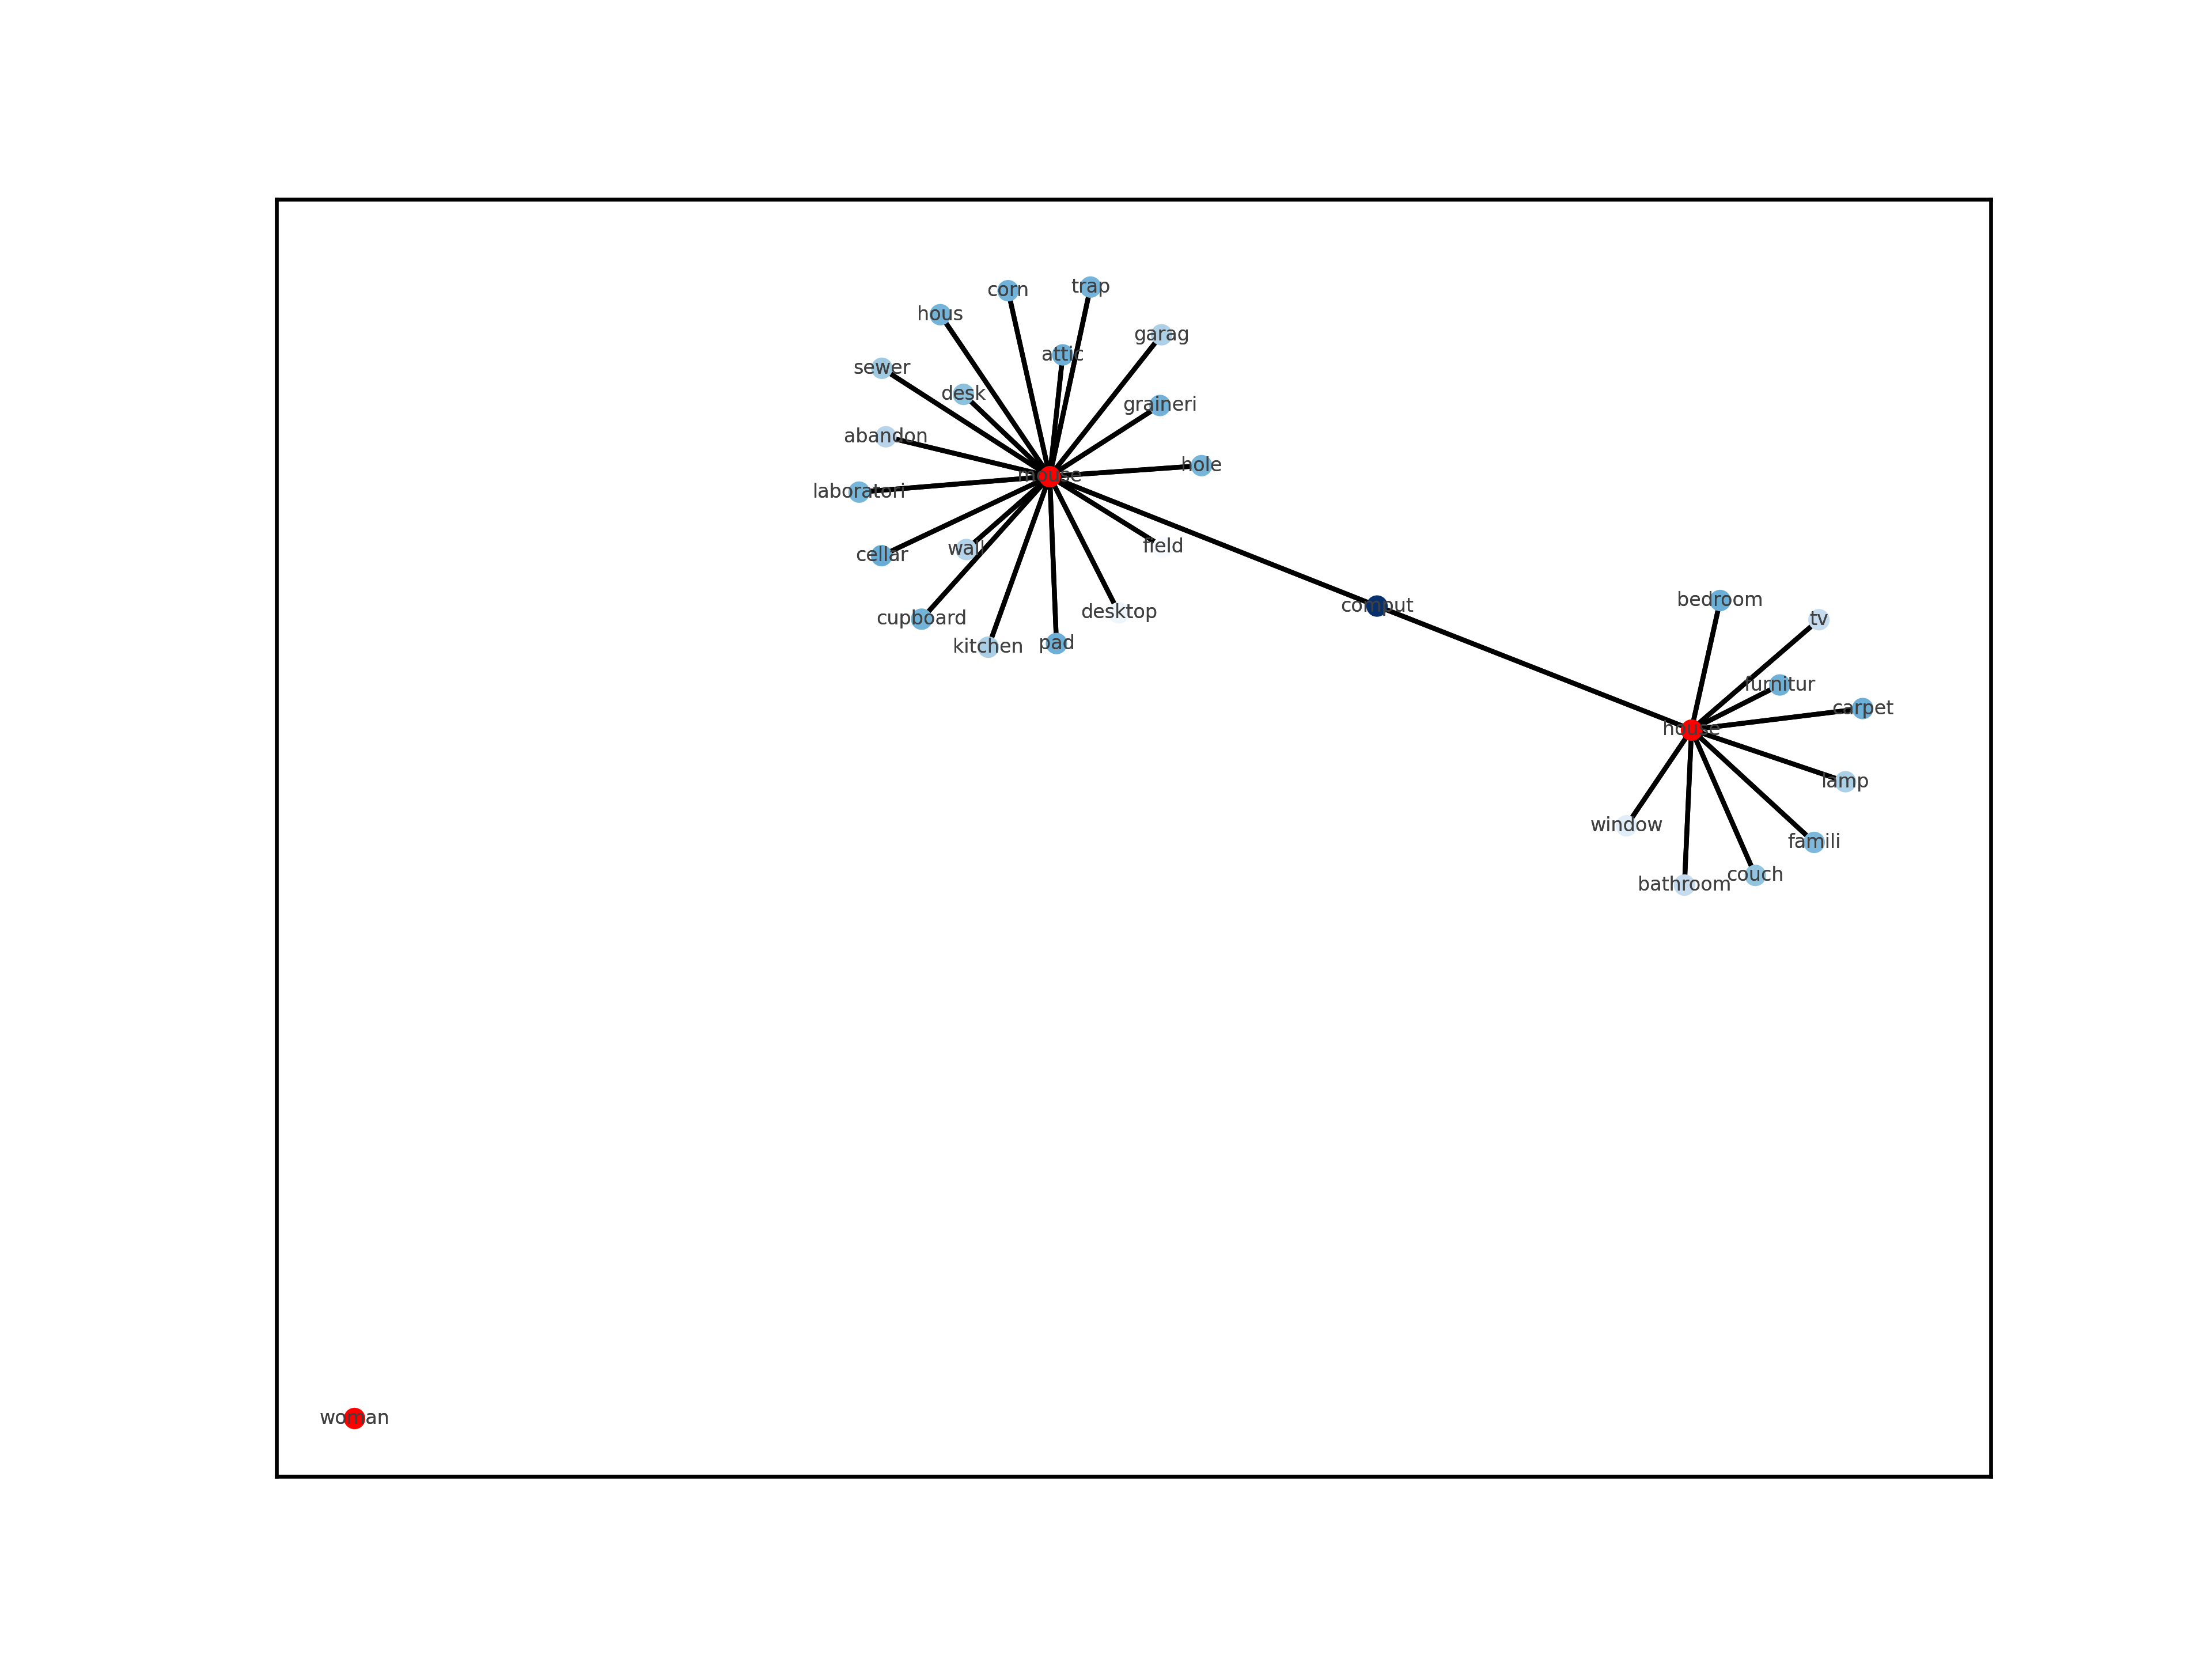 corn
trap
hous
garag
attic
sewer
desk
graineri
abandon
hole
mouse
laboratori
field
wall
cellar
bedroom
comput
desktop
cupboard
tv
pad
kitchen
furnitur
carpet
house
lamp
window
famili
couch
bathroom
woman